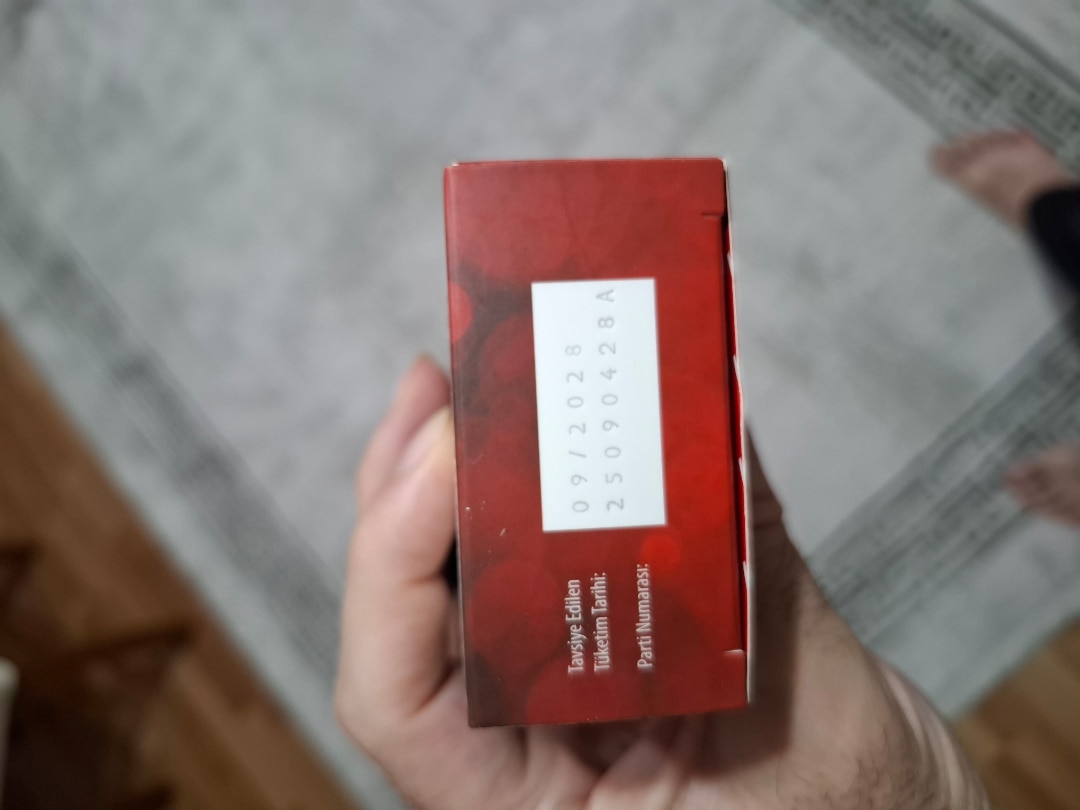 Tavsiye Edilen
Tüketim Tarihi:
Parti Numarası:
09/2028
25090428A